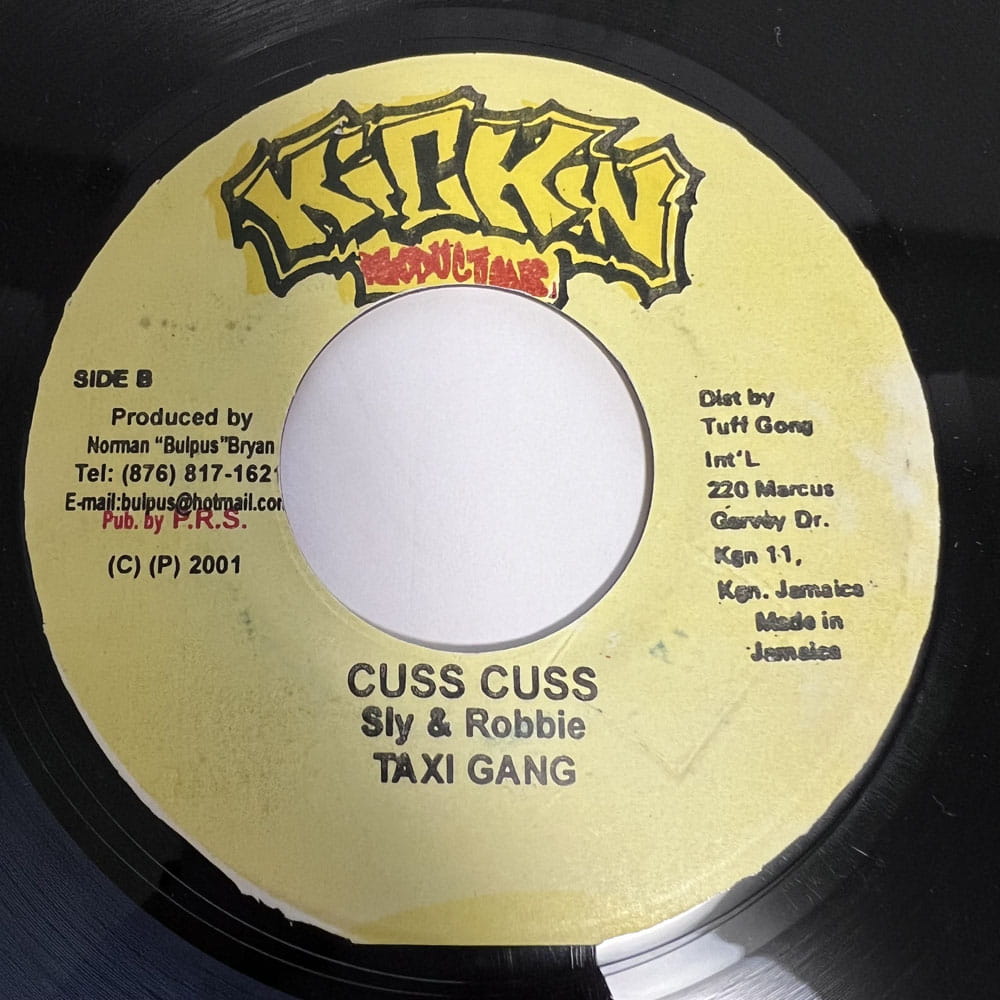 KiCKiN
PRODUCTIONS
SIDE B
Produced by
Norman “Bulpus”Bryan
Tel: (876) 817-1621
E-mail:bulpus@hotmail.com
Pub. by P.R.S.
(C) (P) 2001
Dist by
Tuff Gong
Int'L
220 Marcus
Garvey Dr.
Kgn 11,
Kgn. Jamaica
Made in
Jamaica
CUSS CUSS
Sly & Robbie
TAXI GANG